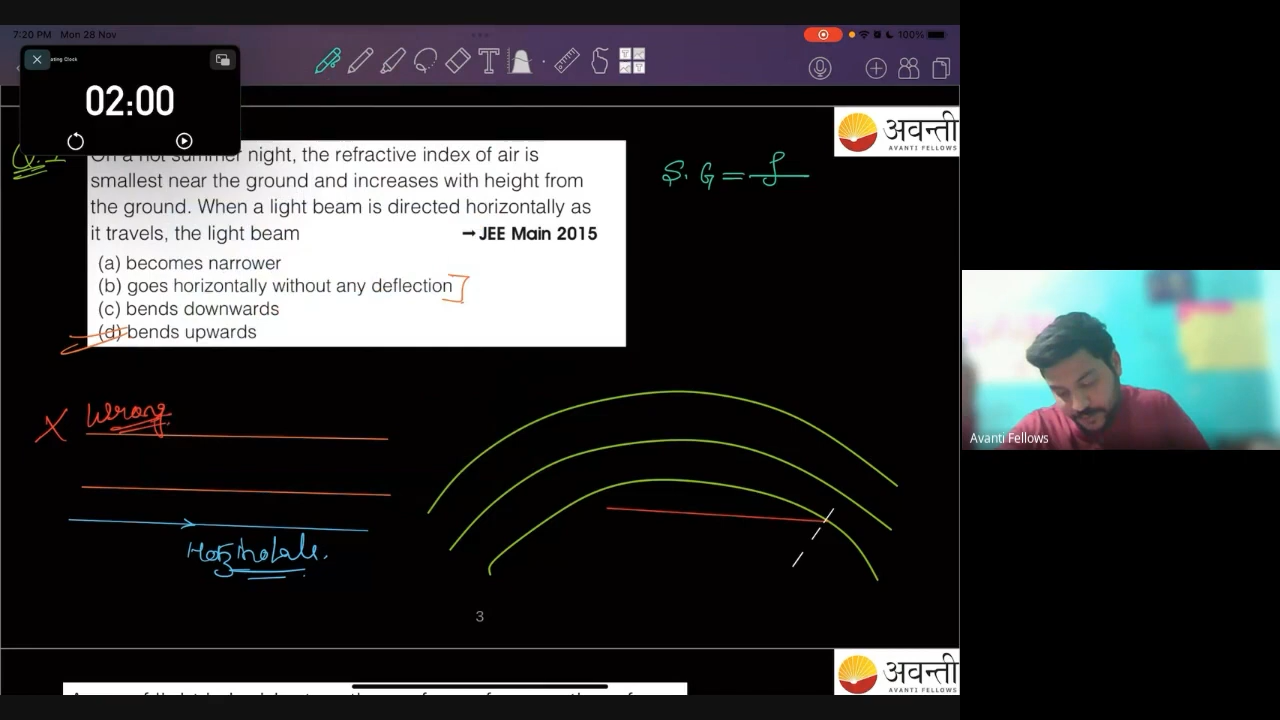 7:20 PM Mon 28 Nov
100%
02:00
अवन्ती
AVANTI FELLOWS
On a hot summer night, the refractive index of air is
smallest near the ground and increases with height from
the ground. When a light beam is directed horizontally as
it travels, the light beam → JEE Main 2015
(a) becomes narrower
(b) goes horizontally without any deflection
(c) bends downwards
(d) bends upwards
S. G =
X Wrong
3
Avanti Fellows
अवन्ती
AVANTI FELLOWS